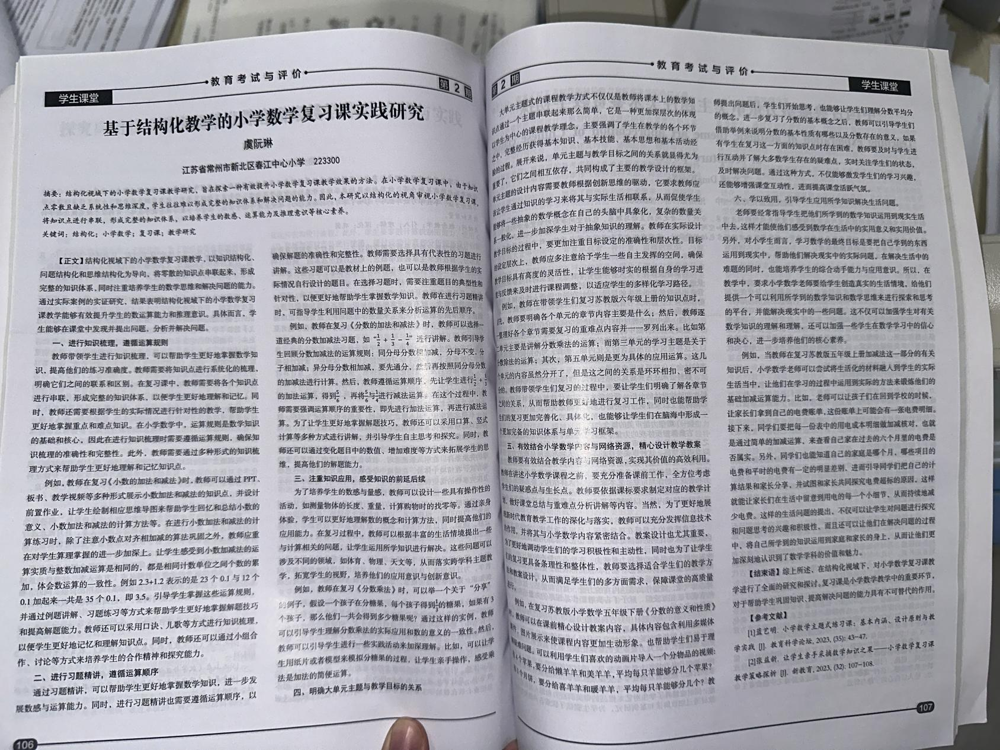 教育考试与评价
学生课堂
第2期
基于结构化教学的小学数学复习课实践研究
虞阮琳
江苏省常州市新北区春江中心小学 223300
摘要：结构化视域下的小学数学复习课教学研究，旨在探索一种有效提升小学数学复习课教学效果的方法。在小学数学复习课中，由于知识
点零散且缺乏系统性和思维深度，学生往往难以形成完整的知识体系和解决问题的能力。因此，本研究以结构化的视角审视小学数学复习课，
将知识点进行串联，形成完整的知识体系，以培养学生的数感、运算能力及推理意识等核心素养。
关键词：结构化；小学数学；复习课；教学研究
【正文】结构化视域下的小学数学复习课教学，以知识结构化、
问题结构化和思维结构化为导向，将零散的知识点串联起来，形成
完整的知识体系，同时注重培养学生的数学思维和解决问题的能力。
通过实际案例的实证研究，结果表明结构化视域下的小学数学复习
课教学能够有效提升学生的数运算能力和推理意识。具体而言，学
生能够在课堂中发现并提出问题，分析并解决问题。
一、进行知识梳理，遵循运算规则
教师带领学生进行知识梳理，可以帮助学生更好地掌握数学知
识，提高他们的练习准确度。教师需要将知识点进行系统化的梳理，
明确它们之间的联系和区别。在复习课中，教师需要将各个知识点
进行串联，形成完整的知识体系，以便学生更好地理解和记忆。同
时，教师还需要根据学生的实际情况进行针对性的教学，帮助学生
更好地掌握重点和难点知识。在小学数学中，运算规则是数学知识
的基础和核心，因此在进行知识梳理时需要遵循运算规则，确保知
识梳理的准确性和完整性。此外，教师需要通过多种形式的知识梳
理方式来帮助学生更好地理解和记忆知识点。
例如，教师在复习《小数的加法和减法》时，教师可以通过 PPT、
板书、教学视频等多种形式展示小数加法和减法的知识点，并设计
前置作业，让学生绘制相应思维导图来帮助学生回忆和总结小数的
意义、小数加法和减法的计算方法等。在进行小数加法和减法的计
算练习时，除了注意小数点对齐相加减的算法巩固之外，教师应重
在对学生算理掌握的进一步加深上。让学生感受到小数加减法的运
算实质与整数加减运算是相同的，都是相同计数单位之间个数的累
加，体会数运算的一致性。例如 2.3+1.2 表示的是 23 个 0.1 与 12 个
0.1 加起来一共是 35 个 0.1，即 3.5。引导学生掌握这些运算规则，
并通过例题讲解、习题练习等方式来帮助学生更好地掌握解题技巧
和提高解题能力。教师还可以采用口诀、儿歌等方式进行知识梳理，
以便学生更好地记忆和理解知识点。同时，教师还可以通过小组合
作、讨论等方式来培养学生的合作精神和探究能力。
二、进行习题精讲，遵循运算顺序
通过习题精讲，可以帮助学生更好地掌握数学知识，进一步发
展数感与运算能力。同时，进行习题精讲也需要遵循运算顺序，以
确保解题的准确性和完整性。教师需要选择具有代表性的习题进行
讲解。这些习题可以是教材上的例题，也可以是教师根据学生的实
际情况自行设计的题目。在选择习题时，需要注重题目的典型性和
针对性，以便更好地帮助学生掌握数学知识。教师在进行习题精讲
时，可指导学生利用问题中的数量关系来分析运算的先后顺序。
例如，教师在复习《分数的加法和减法》时，教师可以选择一
道经典的分数加减法习题，如“1/2 + 1/3 − 1/4”进行讲解。教师引导学
生回顾分数加减法的运算规则：同分母分数相加减，分母不变，分
子相加减；异分母分数相加减，要先通分，然后再按照同分母分数
的加减法进行计算。然后，教师遵循运算顺序，先让学生进行1/2 + 1/3
的加法运算，得到5/6，再将5/6与1/4进行减法运算。在这个过程中，教
师需要强调运算顺序的重要性，即先进行加法运算，再进行减法运
算。为了让学生更好地掌握解题技巧，教师还可以采用口算、竖式
计算等多种方式进行讲解，并引导学生自主思考和探究。同时，教
师还可以通过变化题目中的数值、增加难度等方式来拓展学生的思
维，提高他们的解题能力。
三、注重知识应用，感受知识的前延后续
为了培养学生的数感与量感，教师可以设计一些具有操作性的
活动，如测量物体的长度、重量，计算购物时的找零等。通过亲身
体验，学生可以更好地理解数的概念和计算方法，同时提高他们的
应用能力。在复习过程中，教师可以根据丰富的生活情境提出一些
与计算相关的问题，让学生运用所学知识进行解决。这些问题可以
涉及不同的领域，如体育、物理、天文等，从而落实跨学科主题教
学，拓宽学生的视野，培养他们的应用意识与创新意识。
例如，教师在复习《分数乘法》时，可以举一个关于“分享”
的例子，假设一个孩子在分糖果，每个孩子得到1/3的糖果，如果有 3
个孩子，那么他们一共会得到多少糖果呢？通过这样的实例，教师
可以引导学生理解分数乘法的实际应用和数的意义的一致性。然后，
教师可以引导学生进行一些实践活动来加深理解。比如，可以让学
生用纸片或者模型来模拟分糖果的过程，让学生亲手操作，感受乘
法是加法的简便运算。
四、明确大单元主题与教学目标的关系
106
教育考试与评价
2 期
学生课堂
大单元主题式的课程教学方式不仅仅是教师将课本上的数学知
识点通过一个主题串联起来那么简单，它是一种更加深层次的体现
以学生为中心的课程教学理念，主要强调了学生在教学的各个环节
之中，完整经历获得基本知识、基本技能、基本思想和基本活动经
验的过程。展开来说，单元主题与教学目标之间的关系就显得尤为
重要了，它们之间相互依存，共同构成了主要的教学设计的框架。
单元主题的设计内容需要教师根据创新思维的驱动，它要求教师应
该让学生通过知识的学习来将其与实际生活相联系，从而促使学生
能够将一些抽象的数学概念在自己的头脑中具象化，复杂的数量关
系一般化，进一步加深学生对于抽象知识的理解。教师在实际设计
教学目标的过程中，要更加注重目标设定的准确性和层次性。目标
的设定层次上，教师应多注意给予学生一些自主发挥的空间，确保
教学目标具有高度的灵活性，让学生能够时实的根据自身的学习进
度与反馈来及时进行课程调整，以适应学生的多样化学习路径。
例如，教师在带领学生们复习苏教版六年级上册的知识点时，
首先，教师要明确各个单元的章节内容主要是什么；然后，教师逐
一整理好各个章节需要复习的重难点内容并一一罗列出来。比如第
二单元主要是讲解分数乘法的运算；而第三单元的学习主题是关于
分数除法的运算；其次，第五单元则是更为具体的应用运算。这几
个单元的内容虽然分开了，但是这之间的关系是环环相扣、密不可
分的。教师带领学生们复习的过程中，要让学生们明确了解各章节
之间的关系，从而帮助教师更好地进行复习工作，同时也能帮助学
生们的复习更加完善化、具体化，也能够让学生们在脑海中形成一
个更加完备的知识体系与单元学习框架。
五、有效结合小学数学内容与网络资源，精心设计教学教案
教师要有效结合教学内容与网络资源，实现其价值的高效利用。
教师在讲述小学数学课程之前，要充分准备课前工作，全方位考虑
学生们的疑惑点与生长点。教师要依据课标要求制定对应的教学计
划，做好课堂总结与重难点分析讲解等内容。当然，为了更好地展
现新时代教育教学工作的深化与落实，教师可以充分发挥信息技术
的作用，并将其与小学数学内容紧密结合。教案设计也尤其重要，
为了更好地调动学生们的学习积极性和主动性，同时也为了让学生
们的复习更具备条理性和整体性，教师要选择适合学生们的教学方
法和教案设计。从而满足学生们的多方面需求，保障课堂的高质量
进行。
例如，在复习苏教版小学数学五年级下册《分数的意义和性质》
时，教师可以在课前精心设计教案内容，具体内容包含利用多媒体
课件，图片展示来使课程内容更加生动形象。也帮助学生们易于理
解疑难问题。可以利用学生们喜欢的动画片导入一个分物品的视频：
4个苹果，要分给懒羊羊和美羊羊，平均每只羊能够分几个苹果？
1个月饼，要分给喜羊羊和暖羊羊，平均每只羊能够分几个？教
师提出问题后，学生们开始思考，也能够让学生们理解分数平均分
的概念。进一步复习了分数的基本概念之后，教师可以引导学生们
借助举例来说明分数的基本性质有哪些以及分数存在的意义，如果
有学生在复习这一方面的知识点时存在困难，教师要及时与学生进
行互动并了解大多数学生存在的疑难点，实时关注学生们的状态，
及时解决问题。通过这种方式，不仅能够激发学生们的学习兴趣，
还能够增强课堂互动性，进而提高课堂活跃气氛。
六、学以致用，引导学生应用所学知识解决生活问题。
老师要经常指导学生把他们所学到的数学知识运用到现实生活
中去，这样才能使他们感受到数学在生活中的实用意义和实用价值。
另外，对小学生而言，学习数学的最终目标是要把自己学到的东西
运用到现实中，帮助他们解决现实中的实际问题，在解决生活中的
难题的同时，也能培养学生的综合动手能力与应用意识。所以，在
教学中，要求小学数学老师要给学生创造真实的生活情境，给他们
提供一个可以利用所学到的数学知识和数学思维来进行探索和思考
的平台，并能解决现实中的一些问题。这不仅可以加强学生对有关
数学知识的理解和理解，还可以加强一些学生在数学学习中的信心
和决心，进一步培养他们的核心素养。
例如，当教师在复习苏教版五年级上册加减法这一部分的有关
知识后，小学数学老师可以尝试将生活化的材料融人到学生的实际
生活当中，让他们在学习的过程中运用到实际的方法来锻炼他们的
基础加减运算能力。比如，老师可以让孩子们在回到学校的时候，
让家长们拿到自己的电费账单，这份账单上可能会有一张电费明细。
接下来，同学们要把每一份表中的用电成本明细做加减核对，也就
是通过简单的加减运算，来查看自己家在过去的六个月里的电费是
否属实。另外，同学们也能知道自己的家庭是哪个月、哪些项目的
电费和平时的电费有一定的明显差别，进而引导同学们把自己的计
算结果和家长分享，并试图和家长共同探究电费超标的原因，这样
就能让家长们在生活中留意到用电的每一个小细节，从而持续地减
少电费。这样的生活问题的提出，不仅可以让学生对问题进行探究
和问题思考的兴趣和积极性，而且还可以让他们在解决问题的过程
中，将自己所学到的知识运用到家庭和家长的身上，从而让他们更
加深刻地认识到了数学学科的价值和魅力。
【结束语】综上所述，在结构化视域下，对小学数学复习课教
学进行了全面的研究和探讨。复习课是小学数学教学中的重要环节，
对于帮助学生巩固知识、提高解决问题的能力具有不可替代的作用。
【参考文献】
[1]蓝艺明. 小学数学主题式练习课：基本内涵、设计原则与教
学实践 [J]. 教育科学论坛, 2023, (35): 43-47.
[2]张益新. 让学生亲手采摘数学知识之果——小学数学复习课
教学策略探析 [J]. 新教育, 2023, (32): 107-108.
107